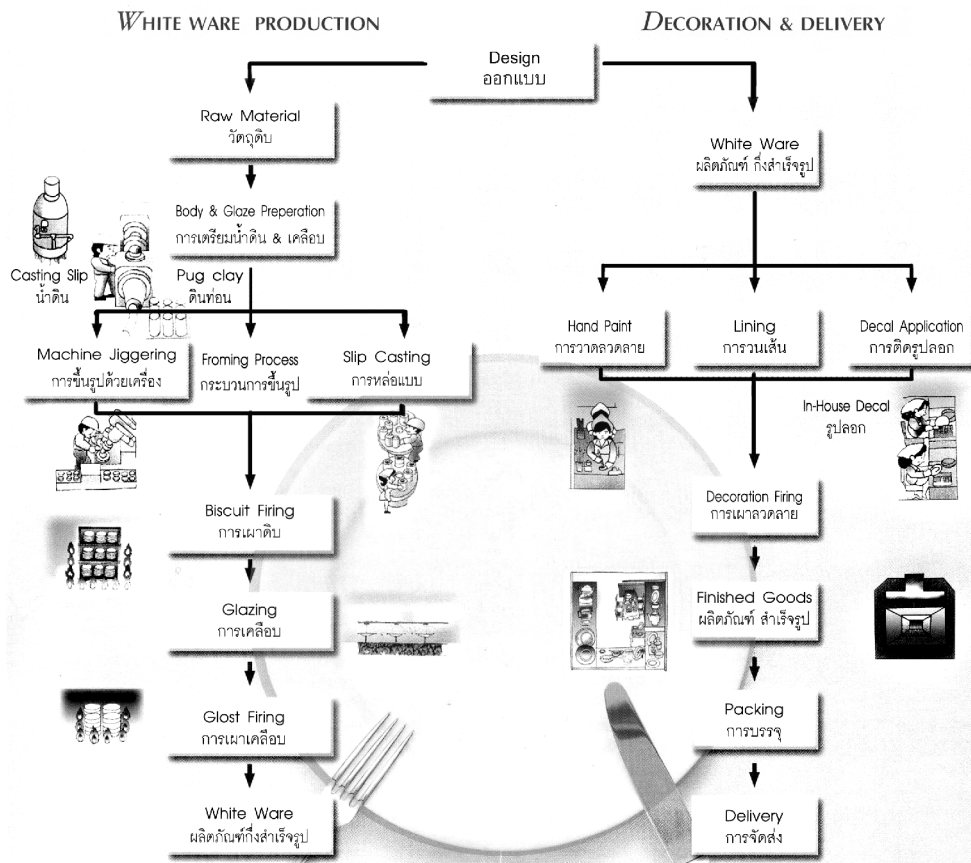 WHITE WARE PRODUCTION
DECORATION & DELIVERY
Design
ออกแบบ
Raw Material
วัตถุดิบ
Body & Glaze Preperation
การเตรียมน้ำดิน & เคลือบ
Casting Slip
น้ำดิน
Pug clay
ดินท่อน
Machine Jiggering
การขึ้นรูปด้วยเครื่อง
Froming Process
กระบวนการขึ้นรูป
Slip Casting
การหล่อแบบ
Biscuit Firing
การเผาดิบ
Glazing
การเคลือบ
Glost Firing
การเผาเคลือบ
White Ware
ผลิตภัณฑ์กึ่งสำเร็จรูป
White Ware
ผลิตภัณฑ์ กึ่งสำเร็จรูป
Hand Paint
การวาดลวดลาย
Lining
การวนเส้น
Decal Application
การติดรูปลอก
In-House Decal
รูปลอก
Decoration Firing
การเผาลวดลาย
Finished Goods
ผลิตภัณฑ์ สำเร็จรูป
Packing
การบรรจุ
Delivery
การจัดส่ง